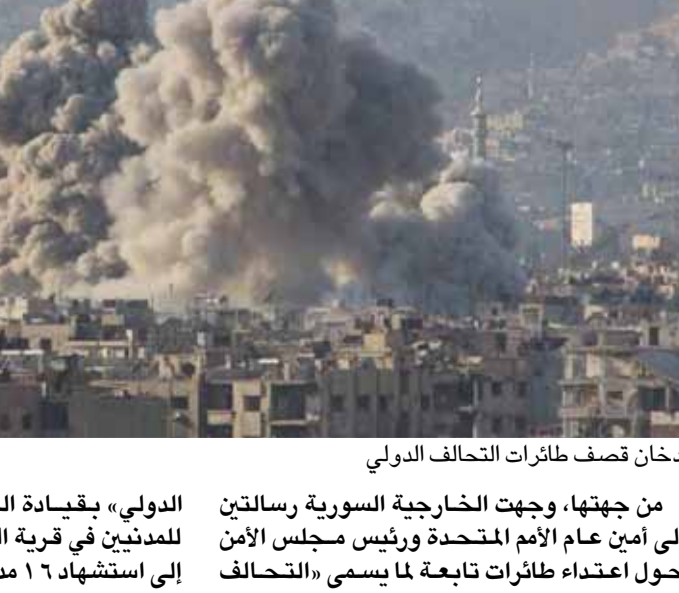 دخان قصف طائرات التحالف الدولي
من جهتها، وجهت الخارجية السورية رسالتين
لى أمين عام الأمم المتحدة ورئيس مجلس الأمن
حول اعتداء طائرات تابعة لما يسمى «التحالف
الدولي» بقيادة
للمدنيين في قرية
إلى استشهاد ١٦